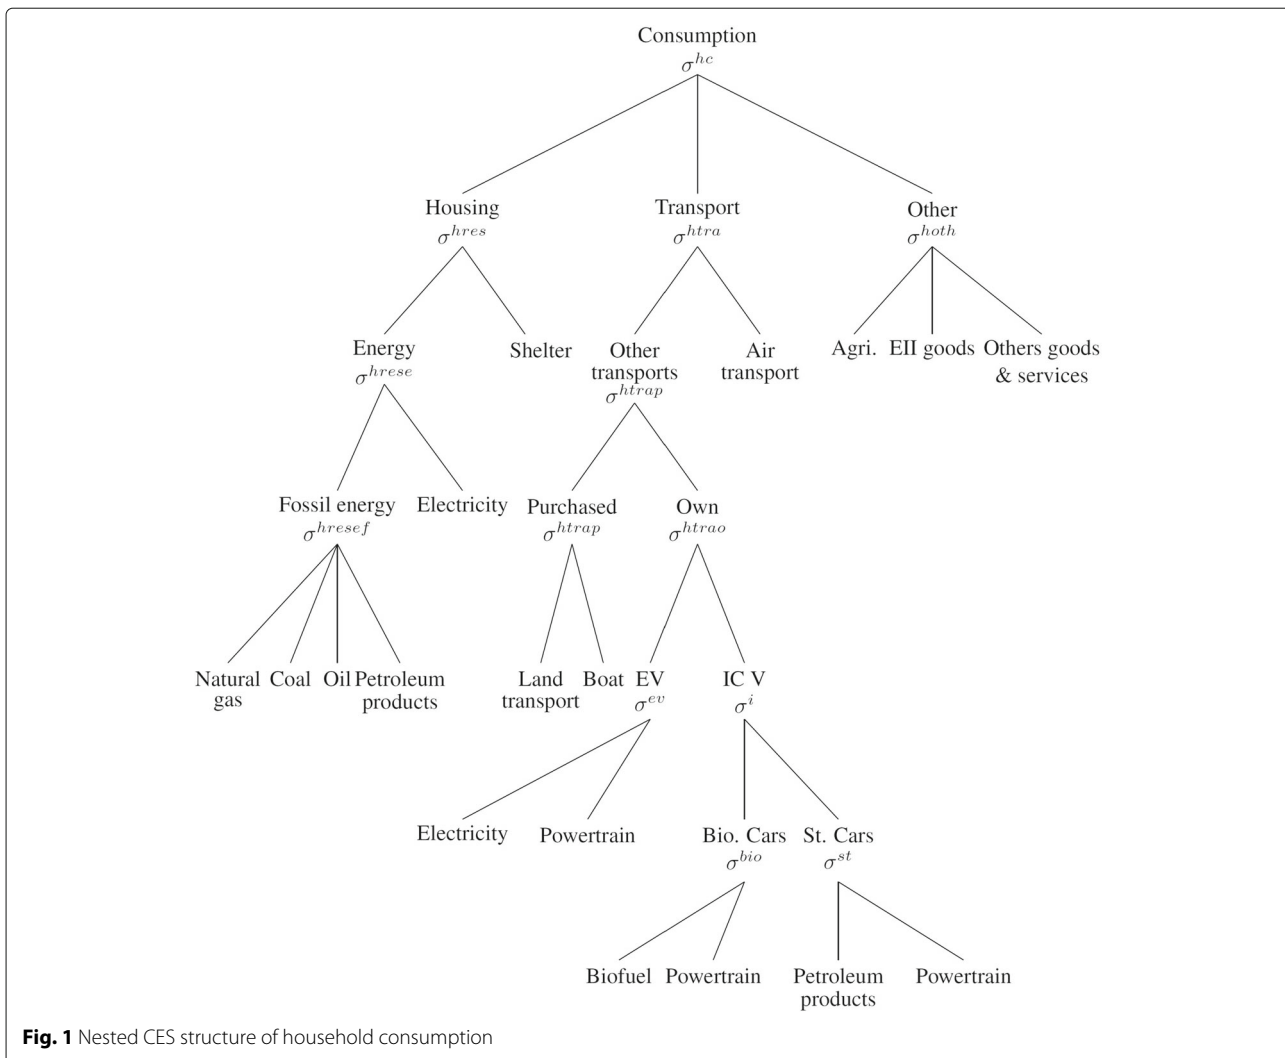 Consumption
σ^{hc}
Housing Transport Other
σ^{hres} σ^{htra} σ^{hoth}
Energy Shelter Other Air Agri. EII goods Others goods
σ^{hrese} transports transport & services
σ^{htrap}
Fossil energy Electricity Purchased Own
σ^{hresef} σ^{htrap} σ^{htrao}
Natural Coal Oil Petroleum Land Boat EV IC V
gas products transport σ^{ev} σ^{i}
Electricity Powertrain Bio. Cars St. Cars
σ^{bio} σ^{st}
Biofuel Powertrain Petroleum Powertrain
products
Fig. 1 Nested CES structure of household consumption